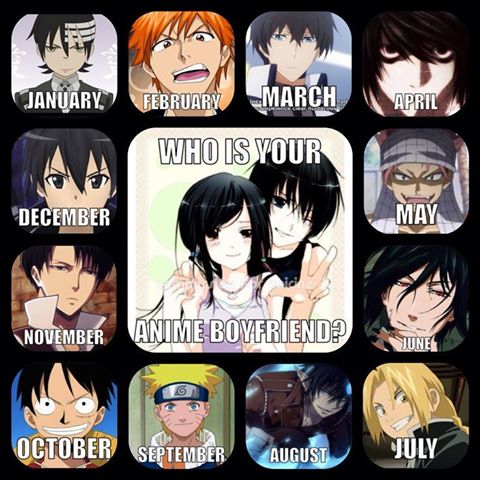 JANUARY
FEBRUARY
MARCH
APRIL
DECEMBER
WHO IS YOUR
MAY
NOVEMBER
ANIME BOYFRIEND?
JUNE
OCTOBER
SEPTEMBER
AUGUST
JULY